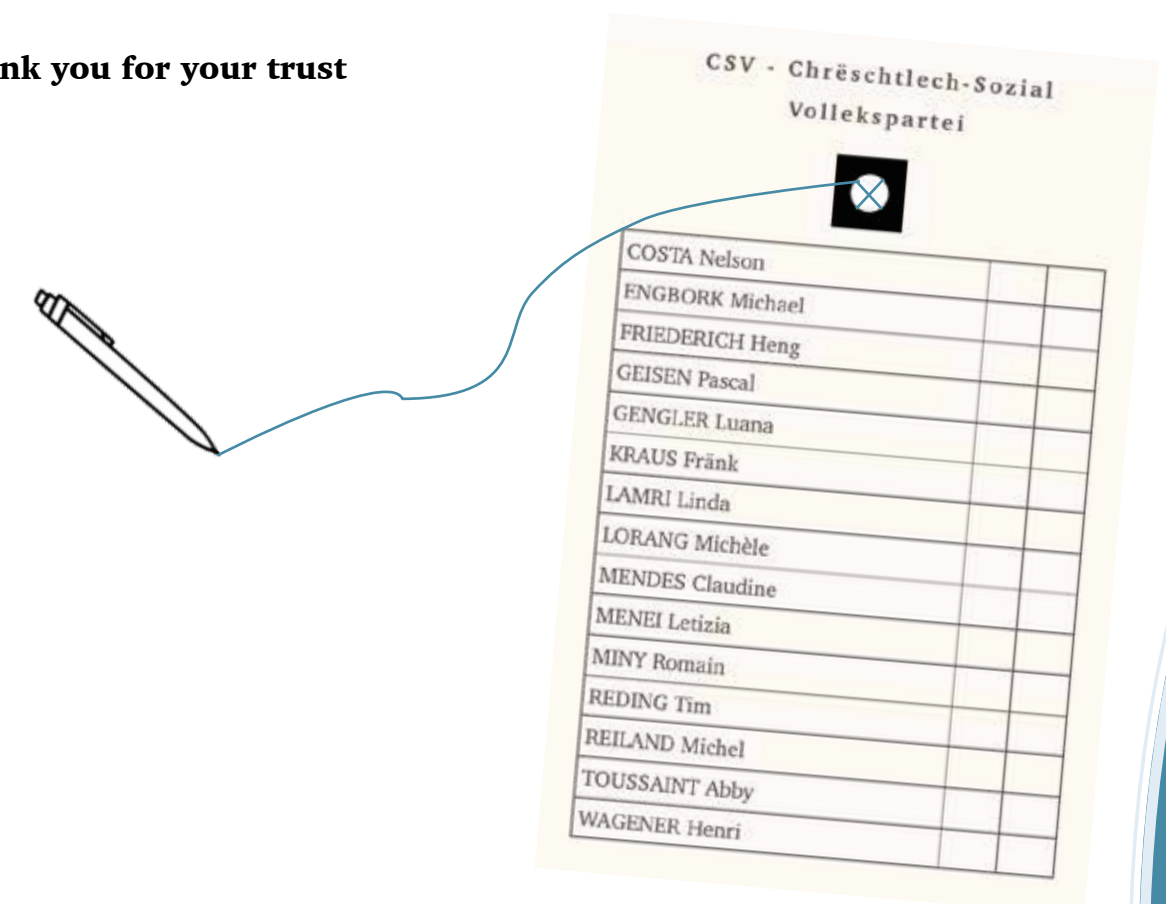 nk you for your trust
CSV - Chrëschtlech-Sozial
Vollekspartei
COSTA Nelson
ENGBORK Michael
FRIEDERICH Heng
GEISEN Pascal
GENGLER Luana
KRAUS Fränk
LAMRI Linda
LORANG Michèle
MENDES Claudine
MENEI Letizia
MINY Romain
REDING Tim
REILAND Michel
TOUSSAINT Abby
WAGENER Henri